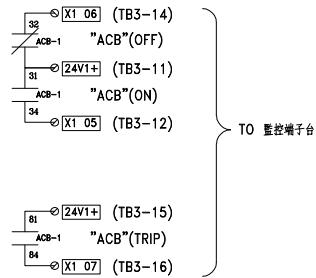 X1 06 (TB3-14)
32
ACB-1 "ACB"(OFF)
24V1+ (TB3-11)
31
ACB-1 "ACB"(ON)
34
X1 05 (TB3-12)
TO 監控端子台
24V1+ (TB3-15)
81
ACB-1 "ACB"(TRIP)
84
X1 07 (TB3-16)